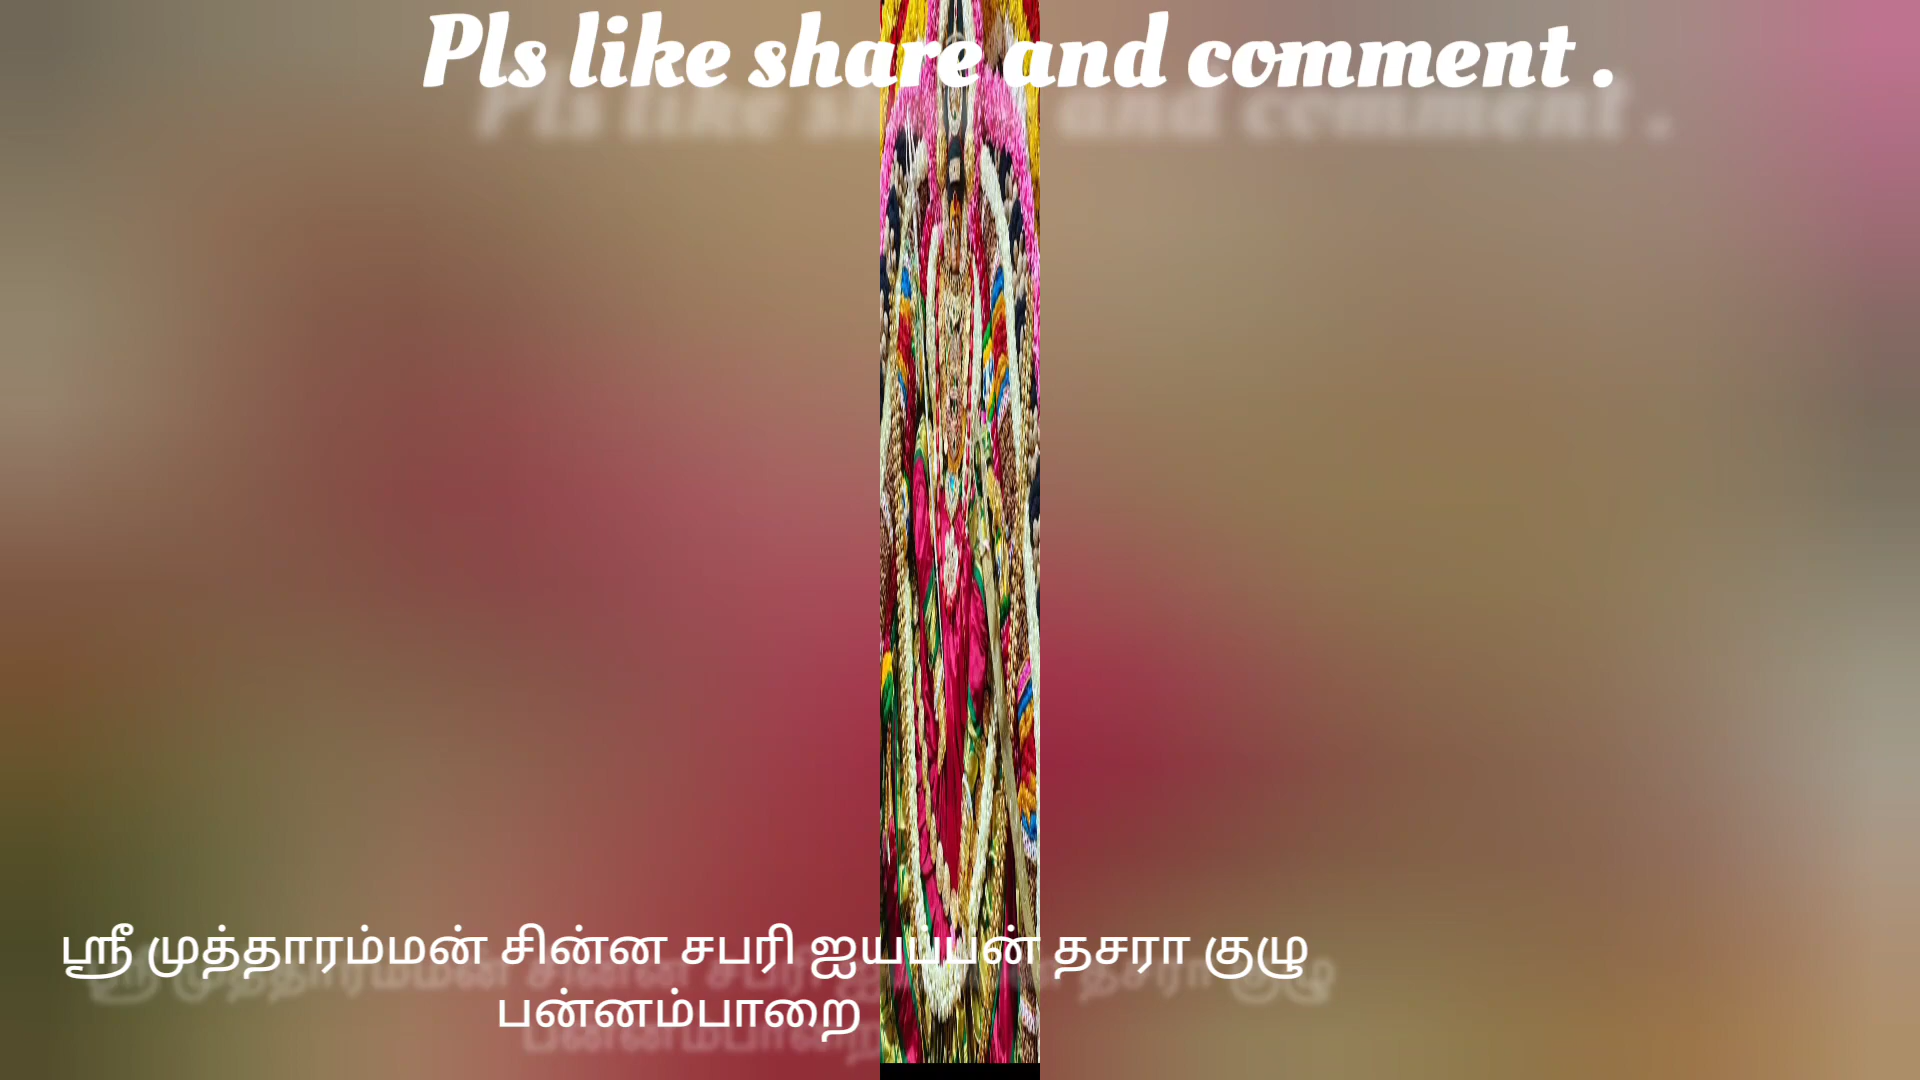 Pls like share and comment .
ஸ்ரீ முத்தாரம்மன் சின்ன சபரி ஐயப்பன் தசரா குழு
பன்னம்பாறை